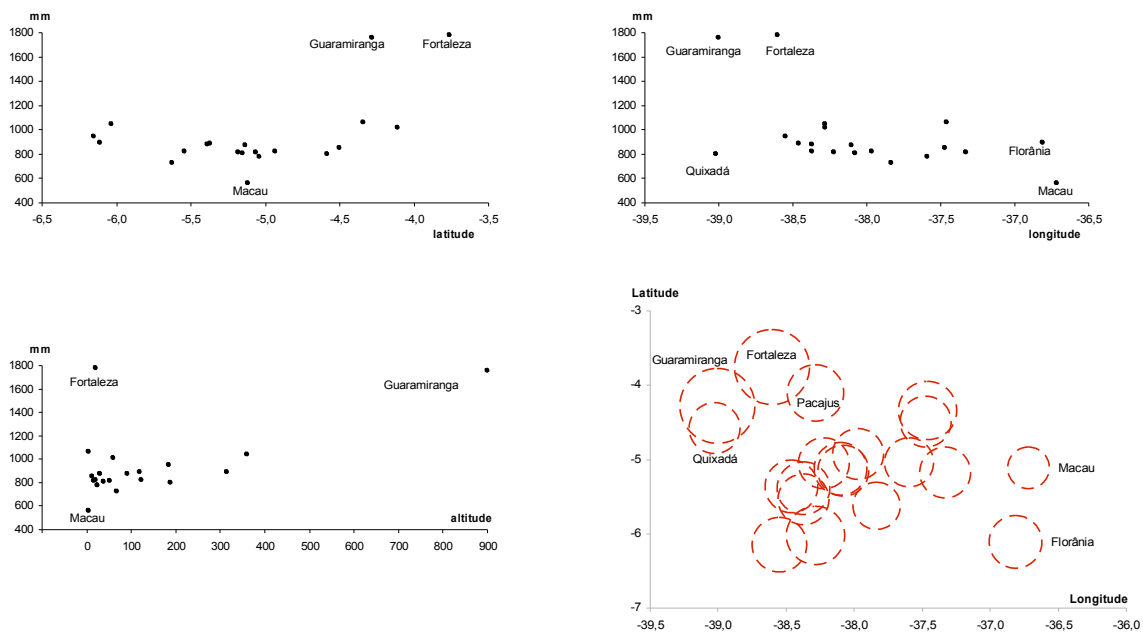 mm
1800
Guaramiranga Fortaleza
1600
1400
1200
1000
800
600
Macau
400
-6,5 -6,0 -5,5 -5,0 -4,5 -4,0 -3,5
latitude
mm
1800
Guaramiranga Fortaleza
1600
1400
1200
1000
Florânia
800
Quixadá
600
Macau
400
-39,5 -39,0 -38,5 -38,0 -37,5 -37,0 -36,5
longitude
mm
1800
Fortaleza Guaramiranga
1600
1400
1200
1000
800
600
Macau altitude
400
0 100 200 300 400 500 600 700 800 900
Latitude
-3
Guaramiranga Fortaleza
-4
Pacajus
Quixadá
-5
Macau
-6
Florânia
Longitude
-7
-39,5 -39,0 -38,5 -38,0 -37,5 -37,0 -36,5 -36,0